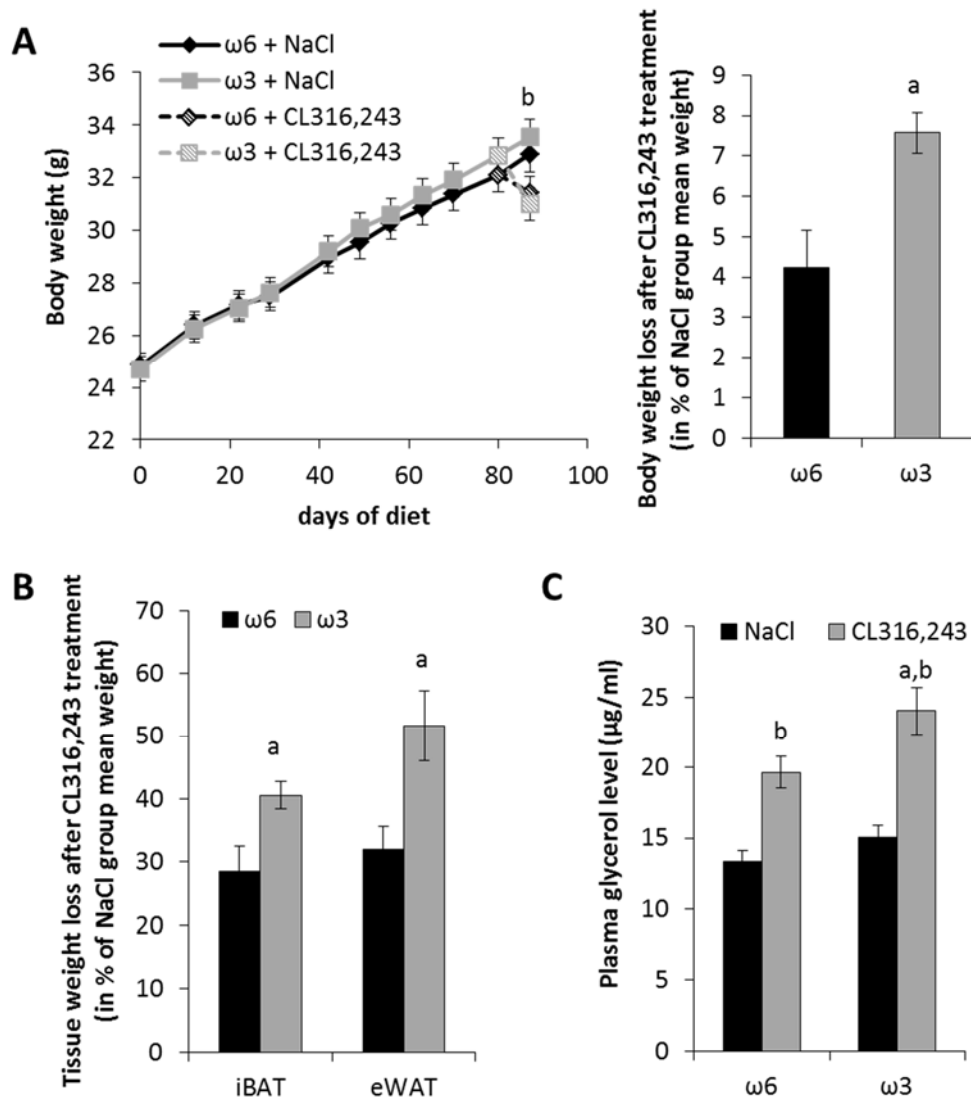 A
ω6 + NaCl
ω3 + NaCl
ω6 + CL316,243
ω3 + CL316,243
b
Body weight (g)
36
34
32
30
28
26
24
22
0
20
40
60
80
100
days of diet
Body weight loss after CL316,243 treatment
(in % of NaCl group mean weight)
9
8
7
6
5
4
3
2
1
0
a
ω6
ω3
B
Tissue weight loss after CL316,243 treatment
(in % of NaCl group mean weight)
70
60
50
40
30
20
10
0
ω6
ω3
a
a
iBAT
eWAT
C
Plasma glycerol level (µg/ml)
30
25
20
15
10
5
0
NaCl
CL316,243
b
a,b
ω6
ω3